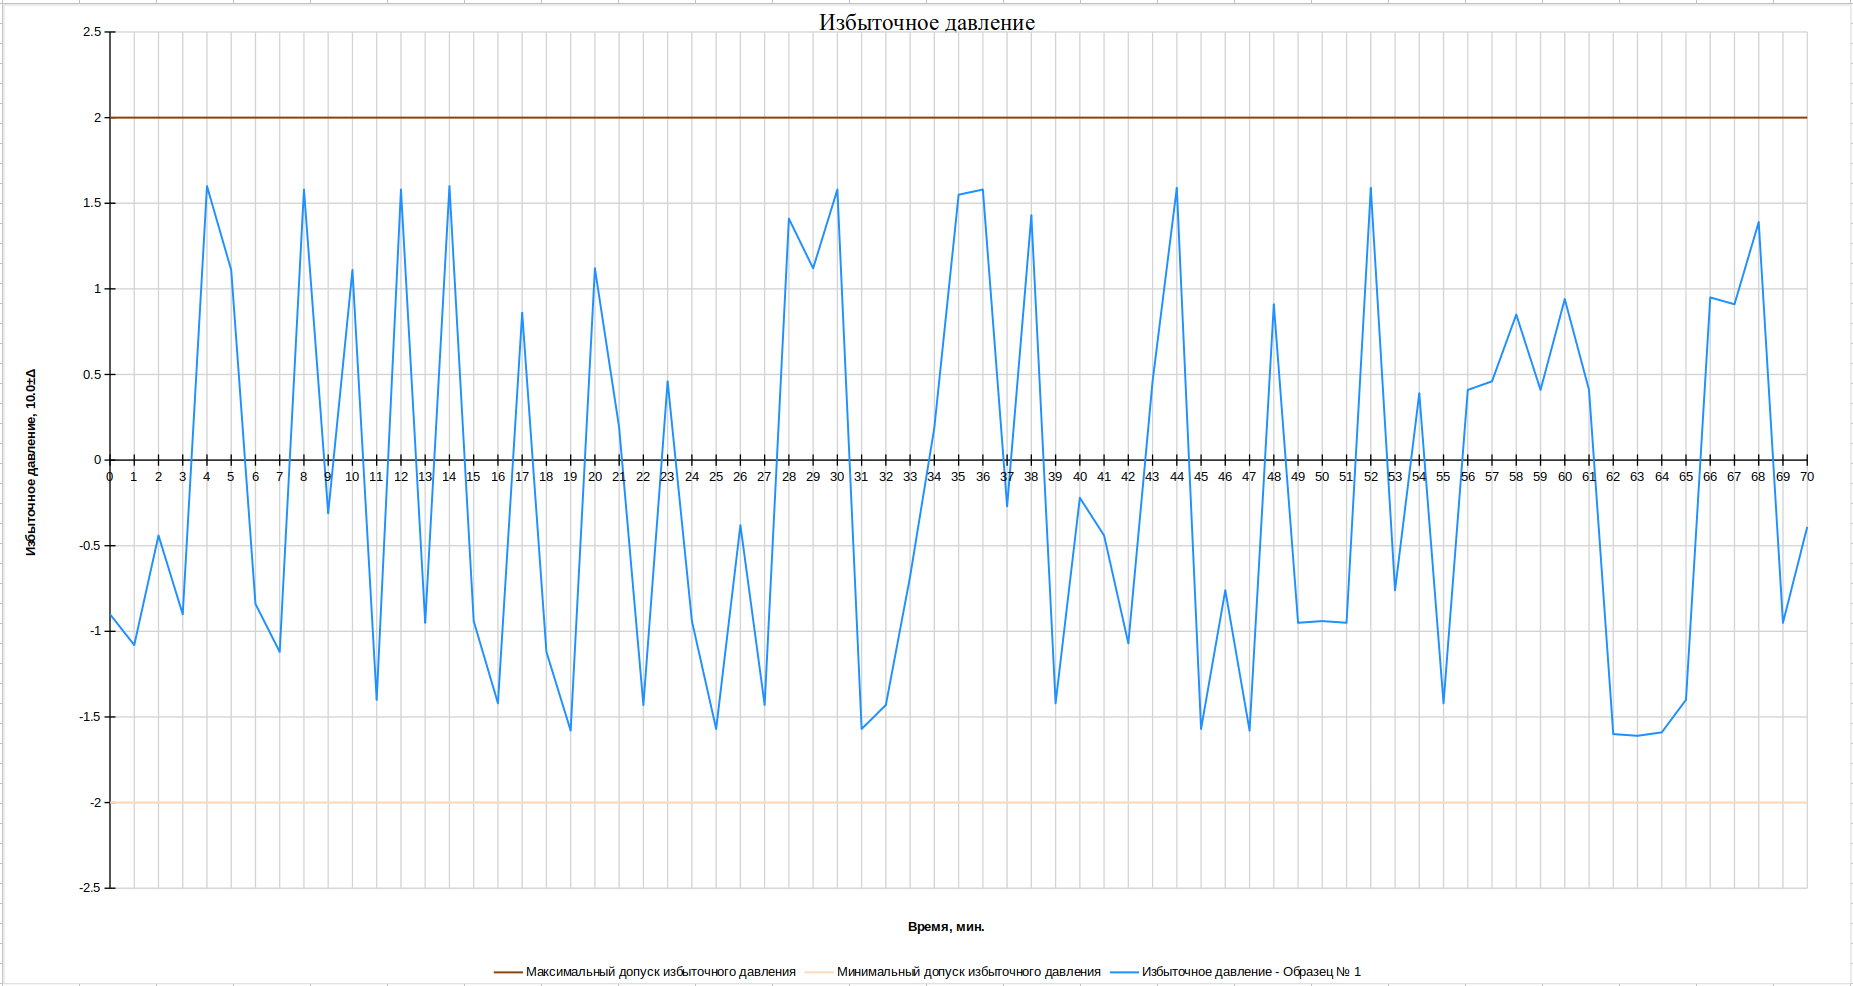 Избыточное давление
2.5
2
1.5
1
0.5
0
-0.5
-1
-1.5
-2
-2.5
Избыточное давление, 10.0±Δ
0 1 2 3 4 5 6 7 8 9 10 11 12 13 14 15 16 17 18 19 20 21 22 23 24 25 26 27 28 29 30 31 32 33 34 35 36 37 38 39 40 41 42 43 44 45 46 47 48 49 50 51 52 53 54 55 56 57 58 59 60 61 62 63 64 65 66 67 68 69 70
Время, мин.
Максимальный допуск избыточного давления Минимальный допуск избыточного давления Избыточное давление - Образец № 1